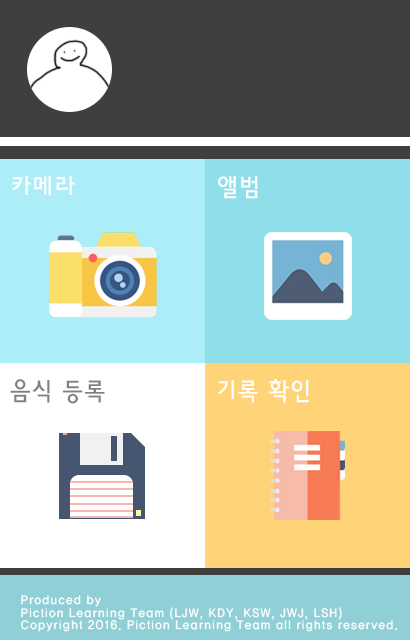 카메라
앨범
음식 등록
기록 확인
Produced by
Piction Learning Team (LJW, KDY, KSW, JWJ, LSH)
Copyright 2016. Piction Learning Team all rights reserved.